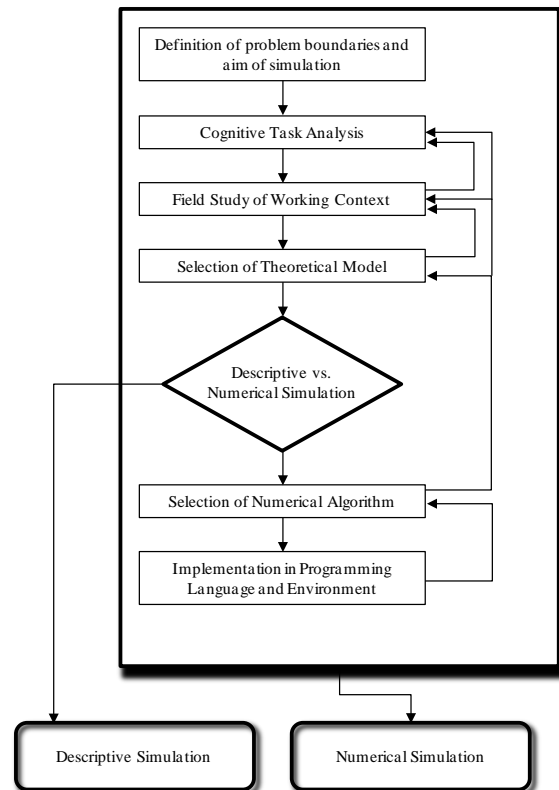 Definition of problem boundaries and
aim of simulation
Cognitive Task Analysis
Field Study of Working Context
Selection of Theoretical Model
Descriptive vs.
Numerical Simulation
Selection of Numerical Algorithm
Implementation in Programming
Language and Environment
Descriptive Simulation
Numerical Simulation